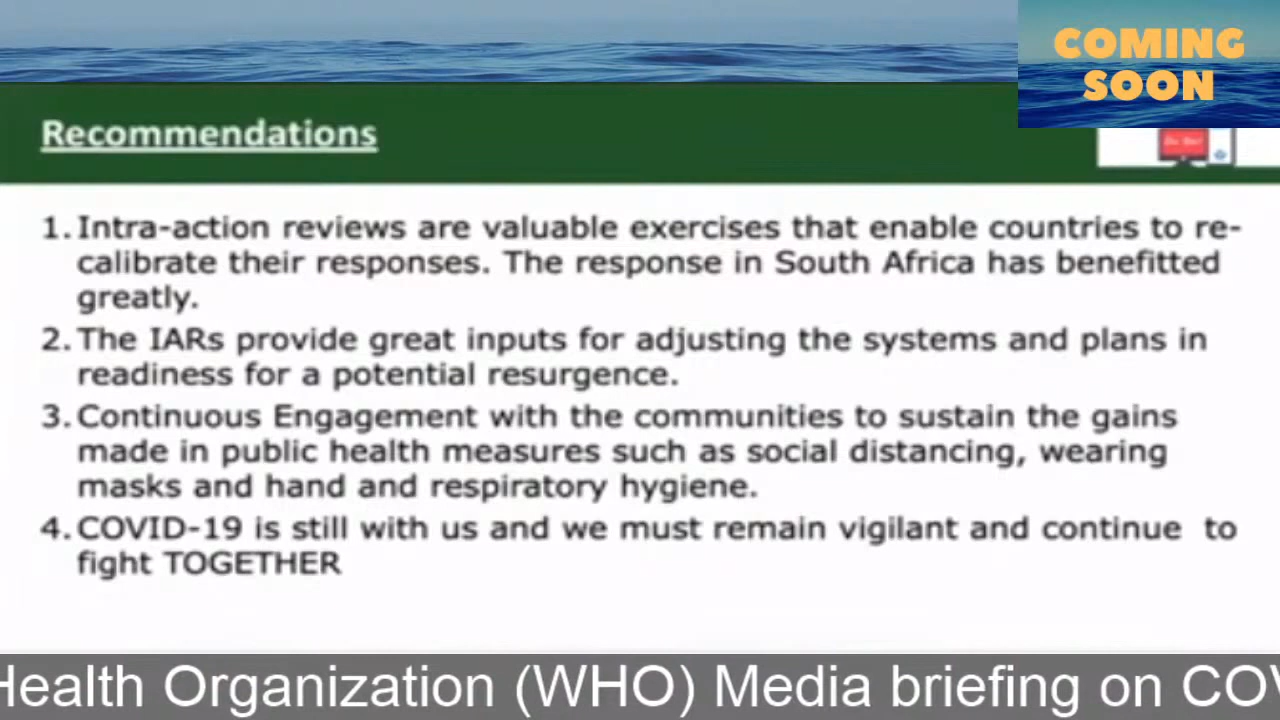 COMING
SOON
Recommendations
1. Intra-action reviews are valuable exercises that enable countries to re-
calibrate their responses. The response in South Africa has benefitted
greatly.
2. The IARs provide great inputs for adjusting the systems and plans in
readiness for a potential resurgence.
3. Continuous Engagement with the communities to sustain the gains
made in public health measures such as social distancing, wearing
masks and hand and respiratory hygiene.
4. COVID-19 is still with us and we must remain vigilant and continue  to
fight TOGETHER
Health Organization (WHO) Media briefing on COV